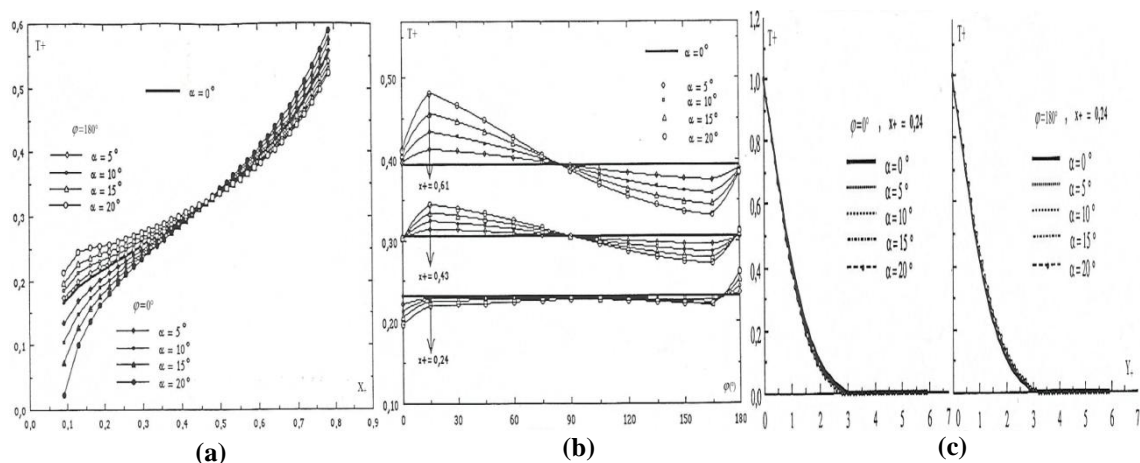 T+
0,6
0,5
0,4
0,3
0,2
0,1
0,0
α = 0°
φ=180°
α = 5°
α = 10°
α = 15°
α = 20°
φ=0°
α = 5°
α = 10°
α = 15°
α = 20°
X+
0,0 0,1 0,2 0,3 0,4 0,5 0,6 0,7 0,8 0,9
(a)
T+
0,50
0,40
0,30
0,20
0,10
α=0°
α = 5°
α = 10°
α = 15°
α = 20°
x+=0,61
x+=0,43
x+=0,24
φ(°)
0 30 60 90 120 150 180
(b)
T+
1,2
1,0
0,8
0,6
0,4
0,2
0,0
φ=0° , x+ = 0,24
α=0°
α=5°
α=10°
α=15°
α=20°
0 1 2 3 4 5 6 7
T+
φ=180° , x+ = 0,24
α=0°
α=5°
α=10°
α=15°
α=20°
Y+
0 1 2 3 4 5 6 7
(c)